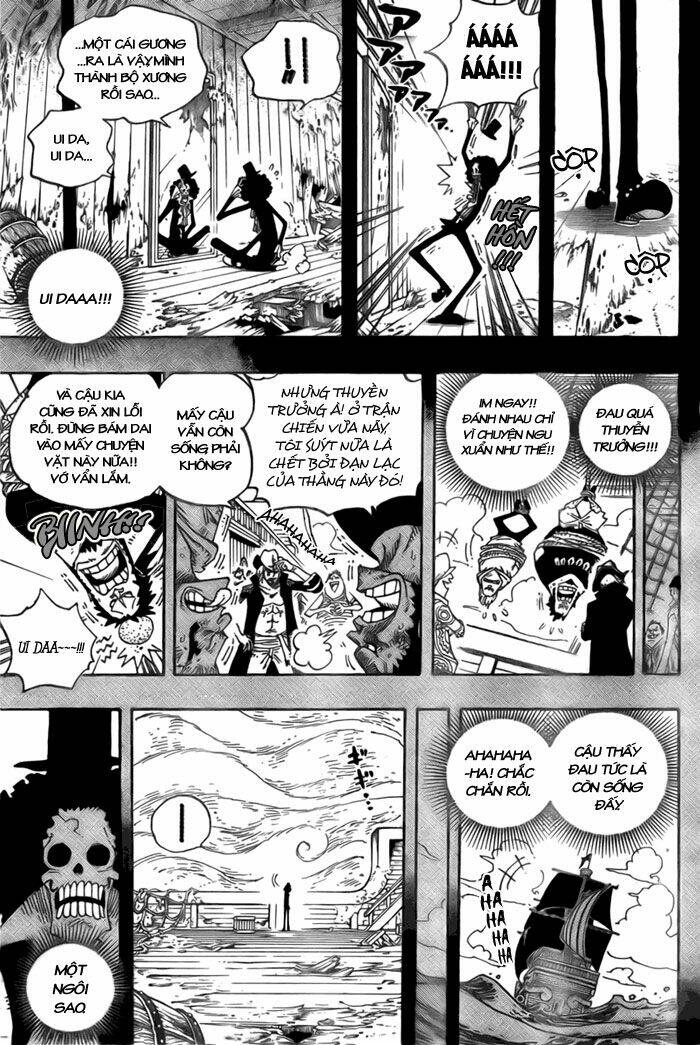 CỘP
CỘP
ÁÁÁÁ
ÁÁ!!!
HẾT
HỒN
!!!
!!
...MỘT CÁI GƯƠNG
...RA LÀ VẬY, MÌNH
THÀNH BỘ XƯƠNG
RỒI SAO...
UI DA,
UI DA...
UI DAAA!!!
ĐAU QUÁ
THUYỀN
TRƯỞNG!!!
IM NGAY!!
ĐÁNH NHAU CHỈ
VÌ CHUYỆN NGU
XUẨN NHƯ THẾ!!
NHƯNG THUYỀN
TRƯỞNG À! Ở TRẬN
CHIẾN VỪA NÀY,
TÔI SUÝT NỮA LÀ
CHẾT BỞI ĐẠN LẠC
CỦA THẰNG NÀY ĐÓ!
MẤY CẬU
VẪN CÒN
SỐNG PHẢI
KHÔNG?
AHAHAHAHA
VÀ CẬU KIA
CŨNG ĐÃ XIN LỖI
RỒI. ĐỪNG BÁM DAI
VÀO MẤY CHUYỆN
VẶT NÀY NỮA!!
VỚ VẨN LẮM.
BIINHH!!
UI DAA~~~!!!
CẬU THẤY
ĐAU TỨC LÀ
CÒN SỐNG
ĐẤY.
AHAHAHA
-HA! CHẮC
CHẮN RỒI.
A
HA
HA
HA
HA
MỘT
NGÔI
SAO.